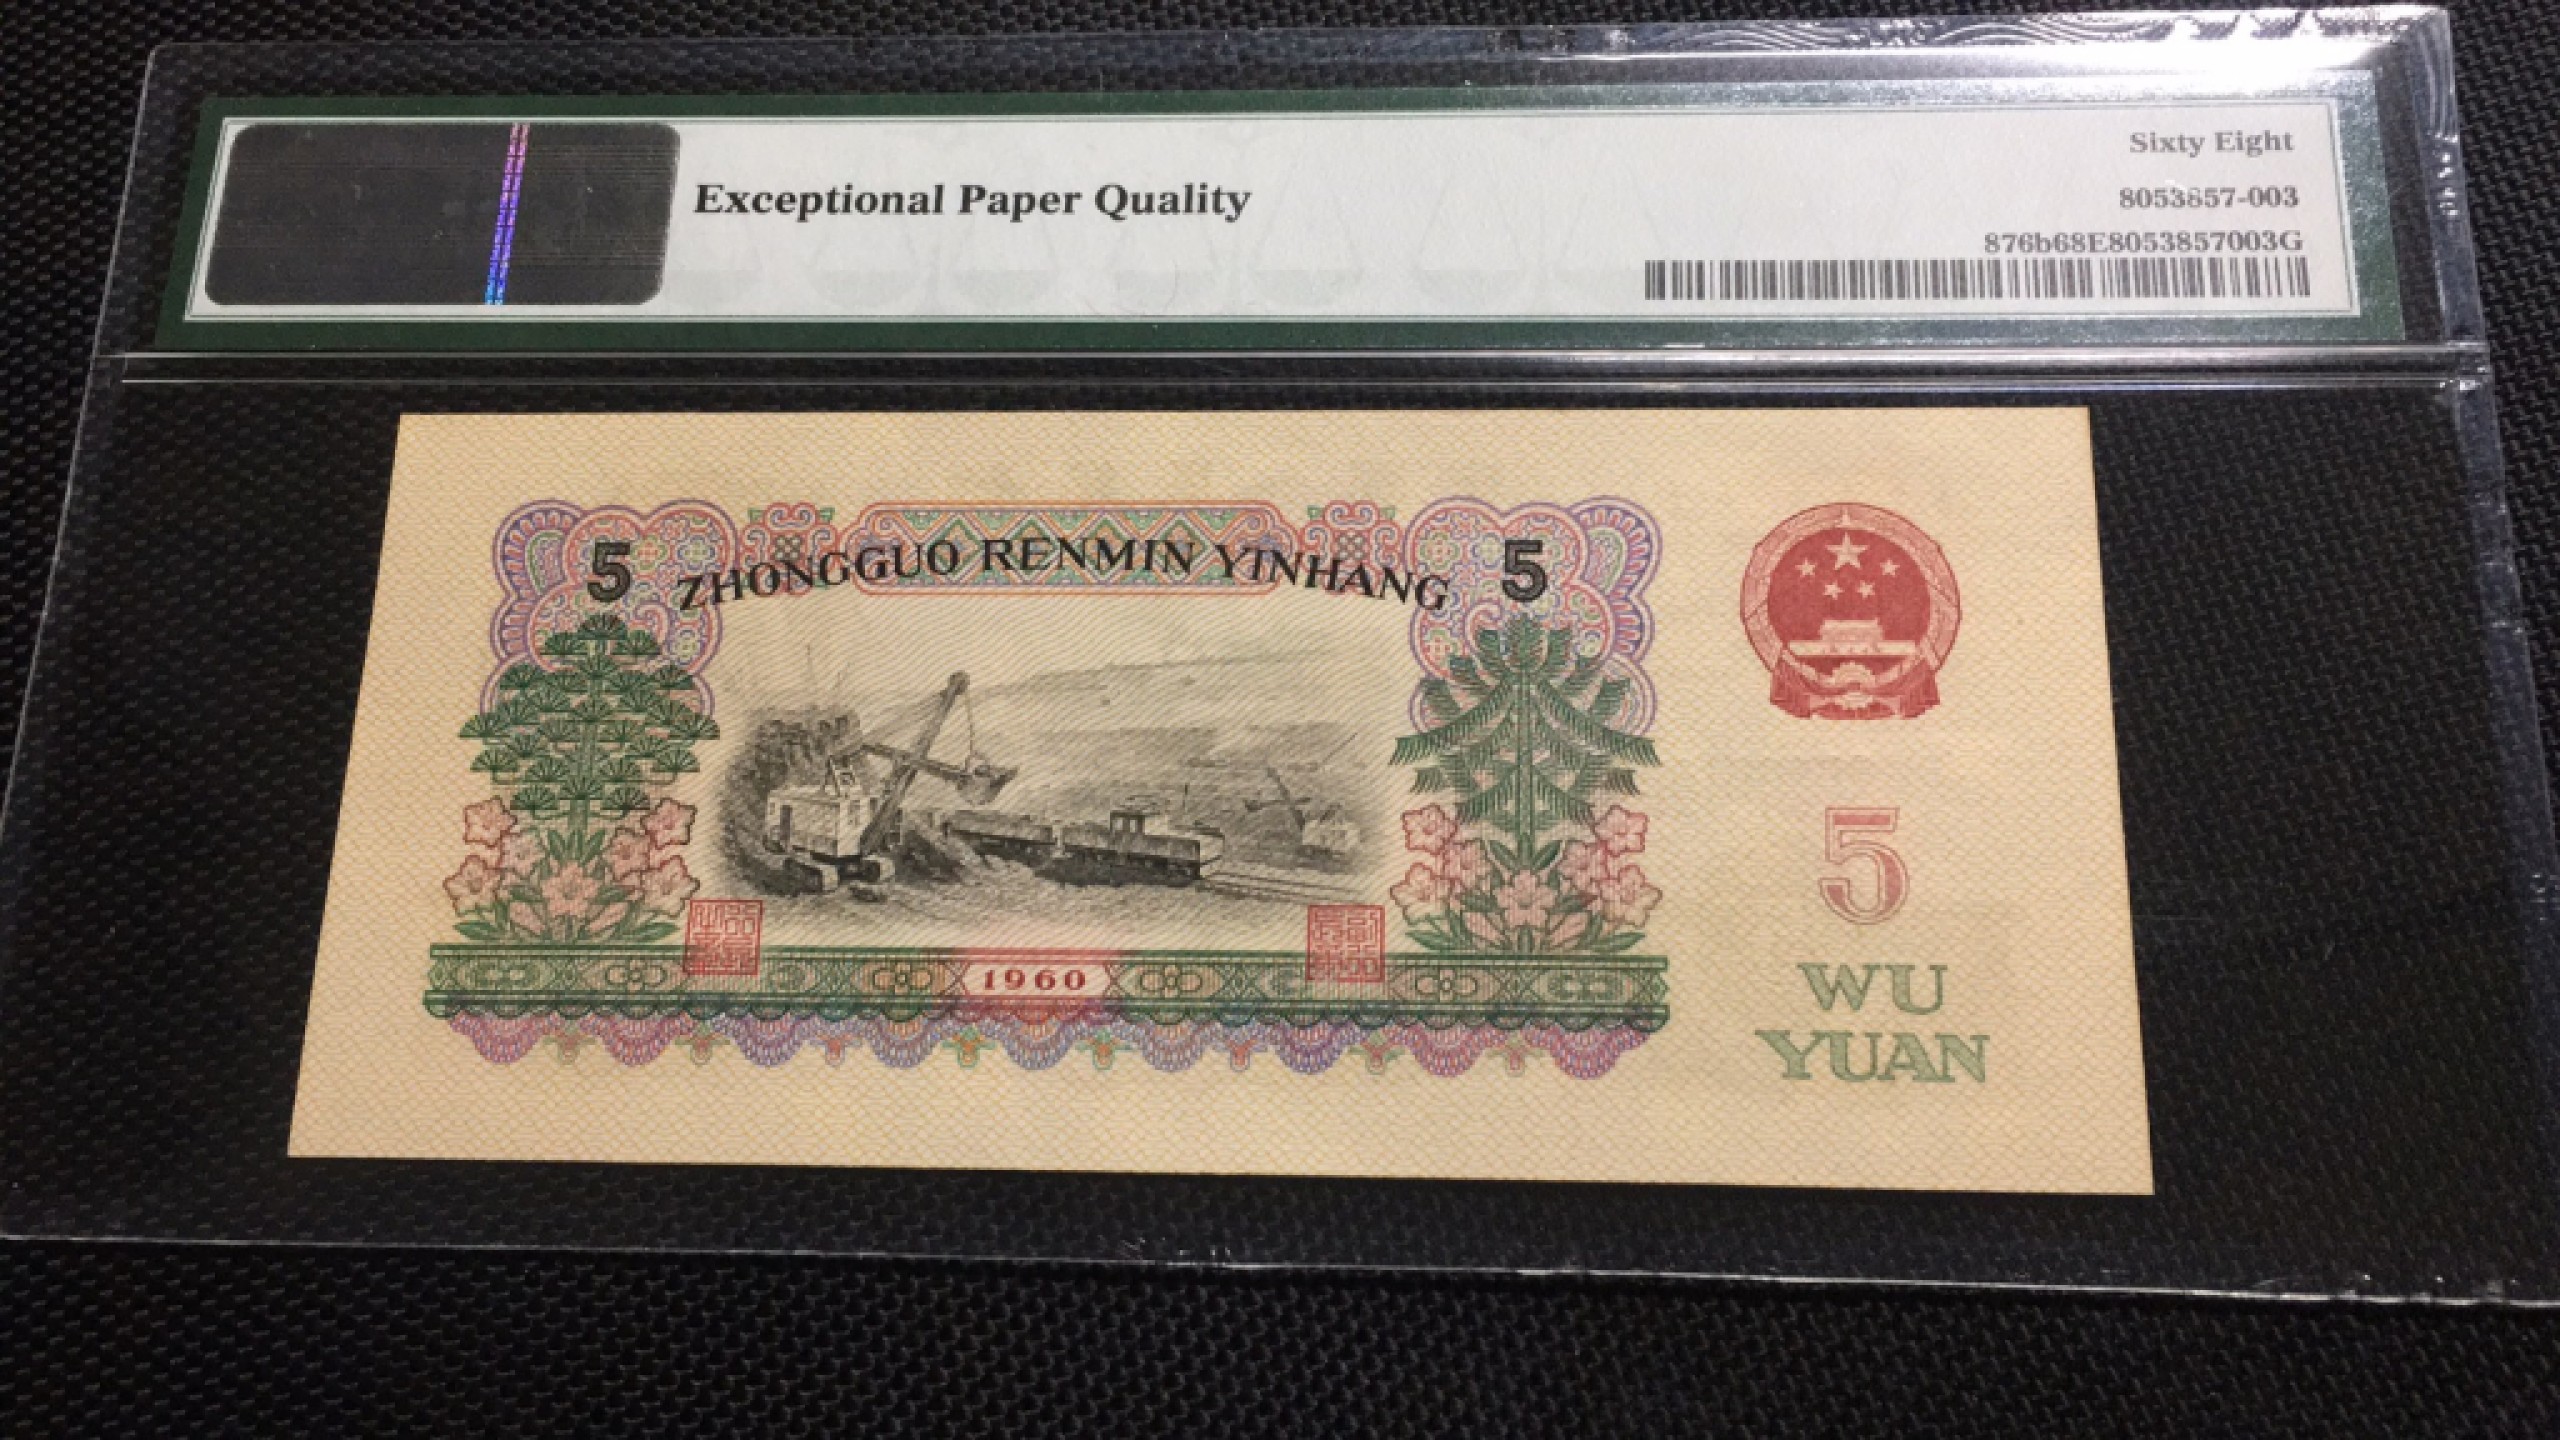 Sixty Eight
Exceptional Paper Quality
8053857-003
876b68E8053857003G
5 ZHONGGUO RENMIN YINHANG 5
5
WU
YUAN
1960